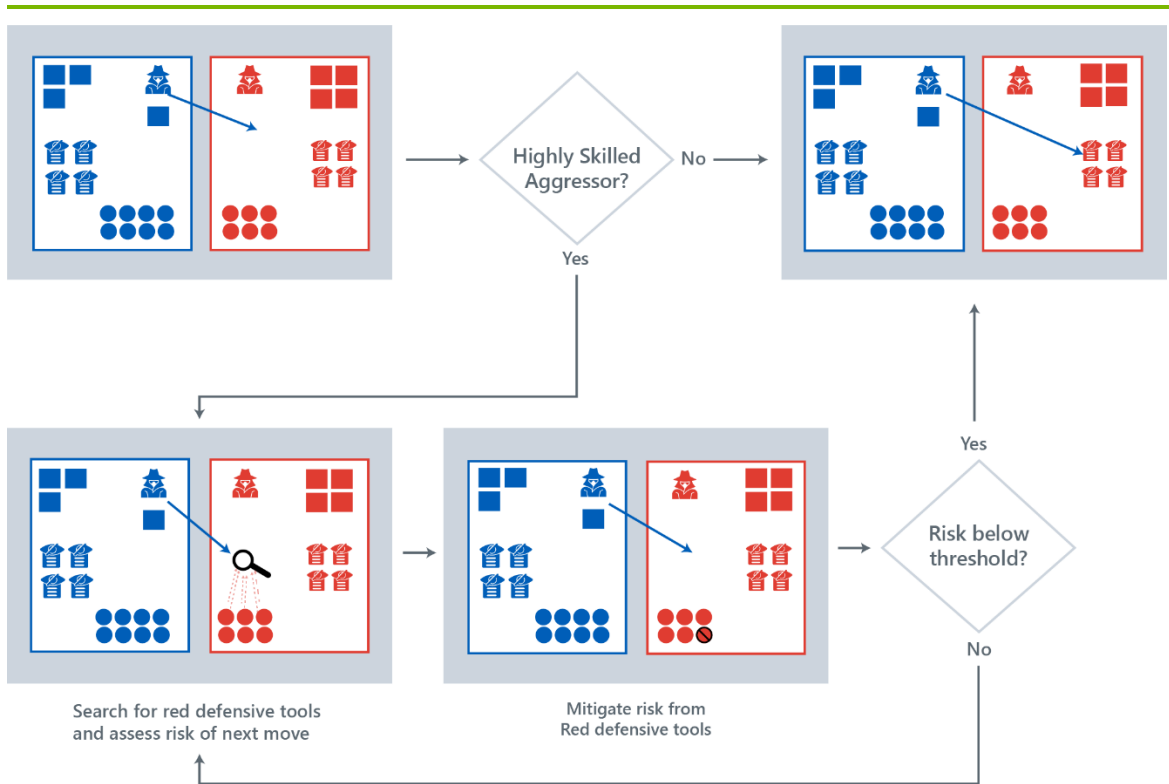 Highly Skilled
Aggressor?
No
Yes
Yes
Risk below
threshold?
No
Search for red defensive tools
and assess risk of next move
Mitigate risk from
Red defensive tools